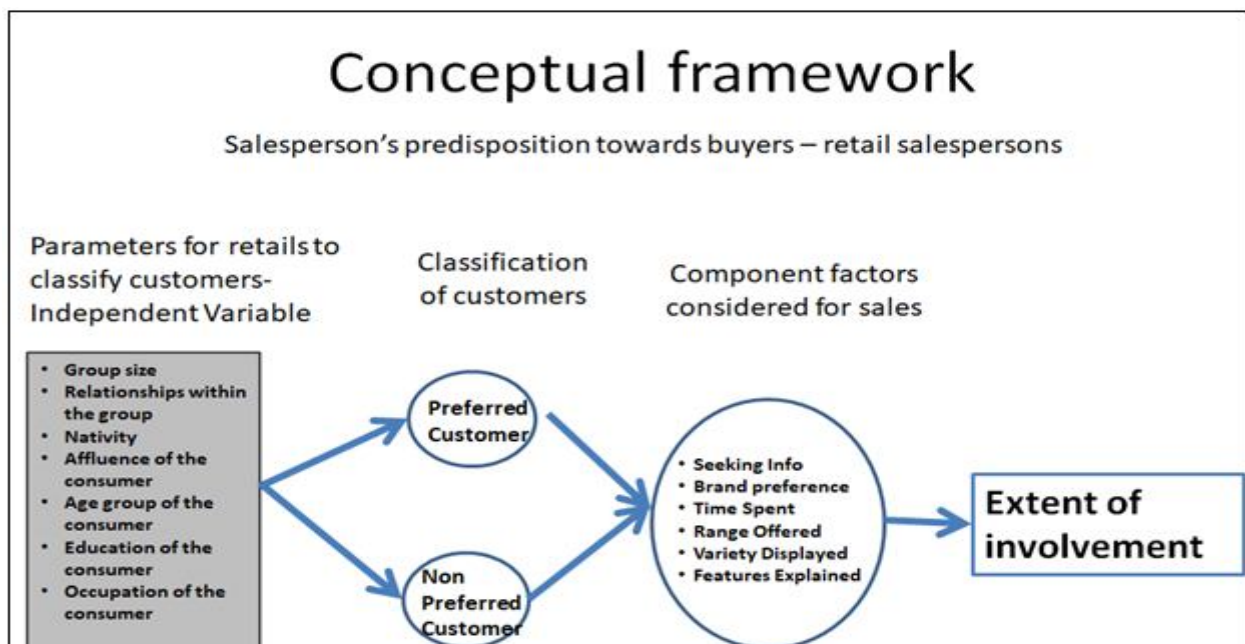 Conceptual framework
Salesperson's predisposition towards buyers – retail salespersons
Parameters for retails to
classify customers-
Independent Variable
• Group size
• Relationships within
the group
• Nativity
• Affluence of the
consumer
• Age group of the
consumer
• Education of the
consumer
• Occupation of the
consumer
Classification
of customers
Preferred
Customer
Non
Preferred
Customer
Component factors
considered for sales
• Seeking Info
• Brand preference
• Time Spent
• Range Offered
• Variety Displayed
• Features Explained
Extent of
involvement